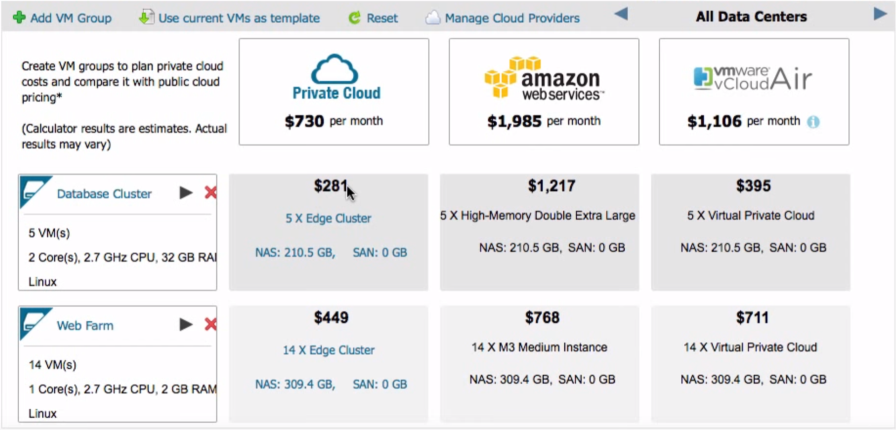 Add VM Group Use current VMs as template Reset Manage Cloud Providers All Data Centers
Create VM groups to plan private cloud
costs and compare it with public cloud
pricing*
(Calculator results are estimates. Actual
results may vary)
Private Cloud
$730 per month
amazon
web services™
$1,985 per month
vmware
vCloud Air
$1,106 per month
Database Cluster
5 VM(s)
2 Core(s), 2.7 GHz CPU, 32 GB RAM
Linux
$281
5 X Edge Cluster
NAS: 210.5 GB, SAN: 0 GB
$1,217
5 X High-Memory Double Extra Large
NAS: 210.5 GB, SAN: 0 GB
$395
5 X Virtual Private Cloud
NAS: 210.5 GB, SAN: 0 GB
Web Farm
14 VM(s)
1 Core(s), 2.7 GHz CPU, 2 GB RAM
Linux
$449
14 X Edge Cluster
NAS: 309.4 GB, SAN: 0 GB
$768
14 X M3 Medium Instance
NAS: 309.4 GB, SAN: 0 GB
$711
14 X Virtual Private Cloud
NAS: 309.4 GB, SAN: 0 GB